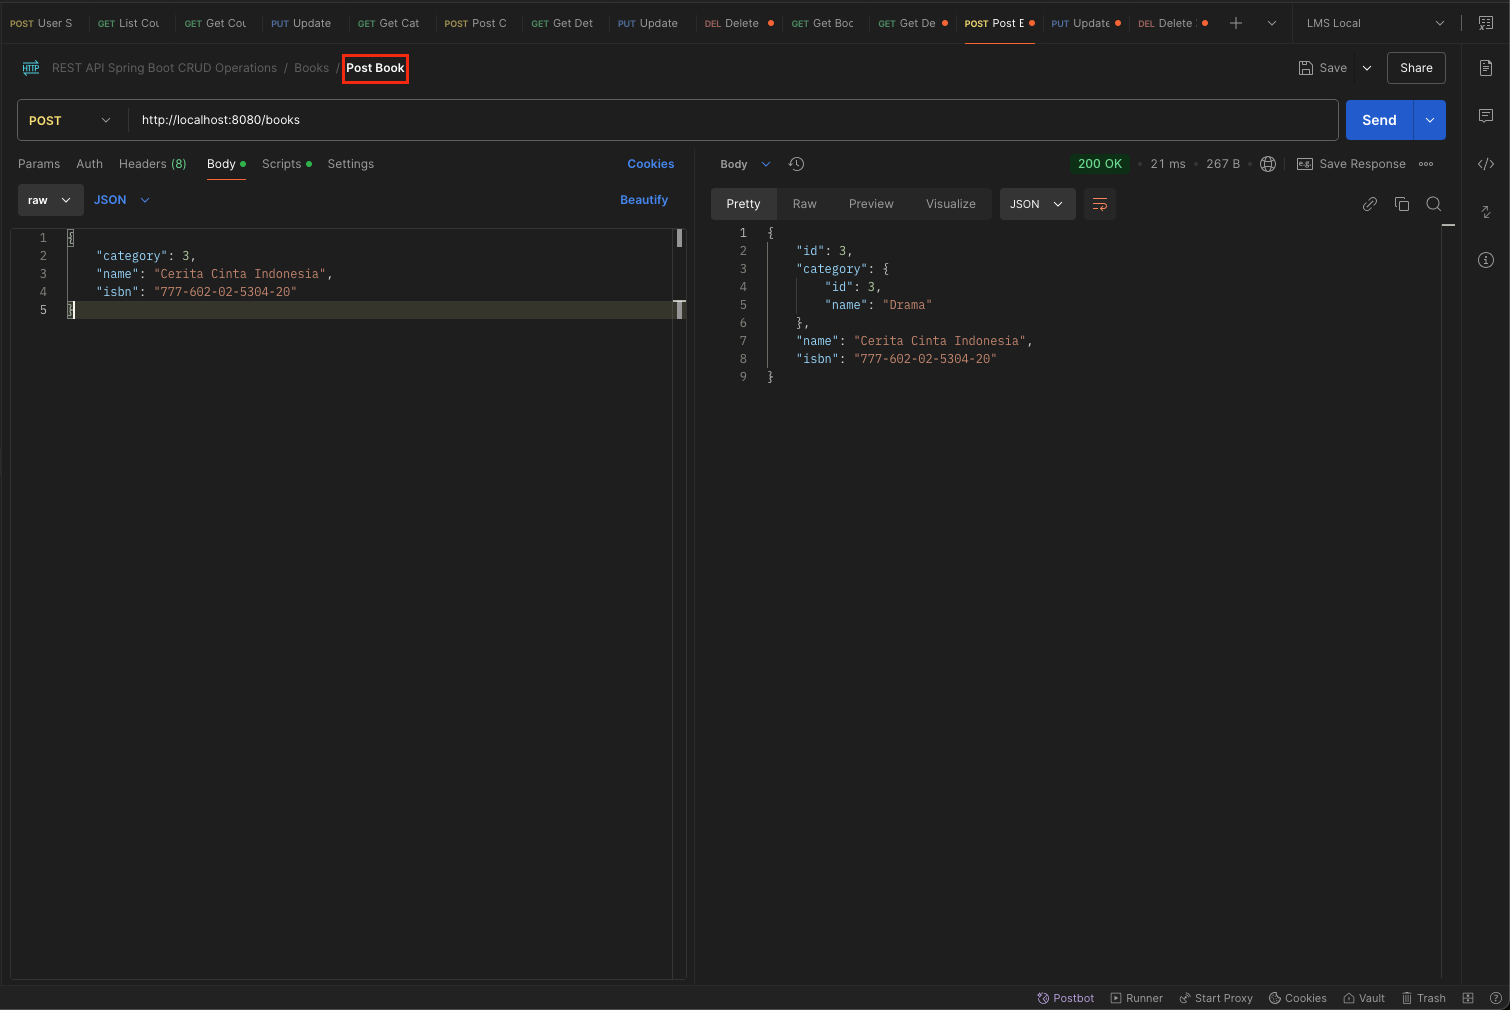 POST User S GET List Cou GET Get Cou PUT Update GET Get Cat POST Post C GET Get Det PUT Update DEL Delete GET Get Boo GET Get De POST Post B PUT Update DEL Delete LMS Local
HTTP REST API Spring Boot CRUD Operations / Books / Post Book Save Share
POST http://localhost:8080/books Send
Params Auth Headers (8) Body Scripts Settings Cookies
raw JSON Beautify
1 {
2 "category": 3,
3 "name": "Cerita Cinta Indonesia",
4 "isbn": "777-602-02-5304-20"
5 }
Body 200 OK 21 ms 267 B e.g. Save Response
Pretty Raw Preview Visualize JSON
1 {
2 "id": 3,
3 "category": {
4 "id": 3,
5 "name": "Drama"
6 },
7 "name": "Cerita Cinta Indonesia",
8 "isbn": "777-602-02-5304-20"
9 }
Postbot Runner Start Proxy Cookies Vault Trash